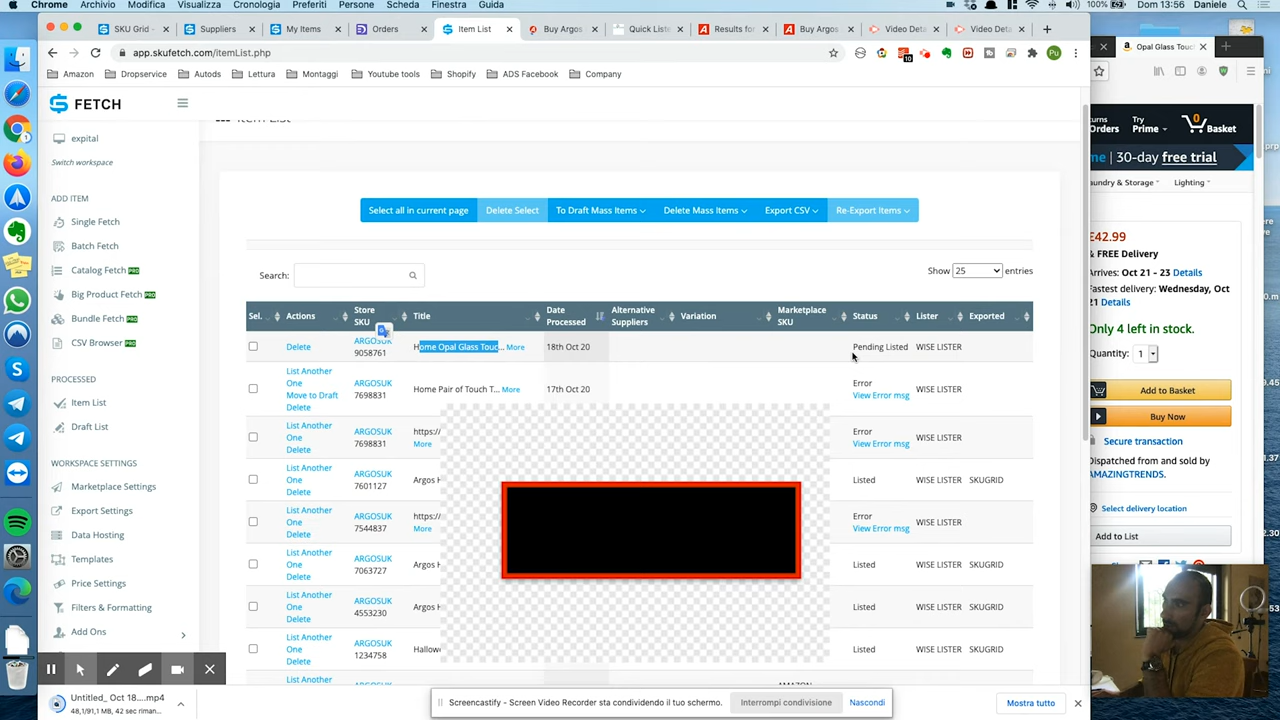 Chrome Archivio Modifica Visualizza Cronologia Preferiti Persone Scheda Finestra Guida 100% Dom 13:56 Daniele
SKU Grid - Suppliers My Items Orders Item List Buy Argos Quick Liste Results for Buy Argos Video Deta Video Deta Opal Glass Touc
app.skufetch.com/itemList.php
Amazon Dropservice Autods Lettura Montaggi Youtube tools Shopify ADS Facebook Company
FETCH
expital
Switch workspace
ADD ITEM
Single Fetch
Batch Fetch
Catalog Fetch PRO
Big Product Fetch PRO
Bundle Fetch PRO
CSV Browser PRO
PROCESSED
Item List
Draft List
WORKSPACE SETTINGS
Marketplace Settings
Export Settings
Data Hosting
Templates
Price Settings
Filters & Formatting
Add Ons
Item List
Select all in current page Delete Select To Draft Mass Items Delete Mass Items Export CSV Re-Export Items
Search: Show 25 entries
Sel. Actions Store SKU Title Date Processed Alternative Suppliers Variation Marketplace SKU Status Lister Exported
Delete ARGOSUK 9058761 Home Opal Glass Touc... More 18th Oct 20 Pending Listed WISE LISTER
List Another One Move to Draft Delete ARGOSUK 7698831 Home Pair of Touch T... More 17th Oct 20 Error View Error msg WISE LISTER
List Another One Delete ARGOSUK 7698831 https:/ More Error View Error msg WISE LISTER
List Another One Delete ARGOSUK 7601127 Argos H Listed WISE LISTER SKUGRID
List Another One Delete ARGOSUK 7544837 https:/ More Error View Error msg WISE LISTER
List Another One Delete ARGOSUK 7063727 Argos H Listed WISE LISTER SKUGRID
List Another One Delete ARGOSUK 4553230 Argos H Listed WISE LISTER SKUGRID
List Another One Delete ARGOSUK 1234758 Hallow Listed WISE LISTER SKUGRID
List Another ARGOSUK AMAZON
Orders
Try Prime
0 Basket
me | 30-day free trial
aundry & Storage Lighting
£42.99
& FREE Delivery
Arrives: Oct 21 - 23 Details
Fastest delivery: Wednesday, Oct
21 Details
Only 4 left in stock.
Quantity: 1
Add to Basket
Buy Now
Secure transaction
Dispatched from and sold by
AMAZINGTRENDS.
Select delivery location
Add to List
Untitled_ Oct 18....mp4
48,1/91,1 MB, 42 sec riman...
Screencastify - Screen Video Recorder sta condividendo il tuo schermo. Interrompi condivisione Nascondi
Mostra tutto